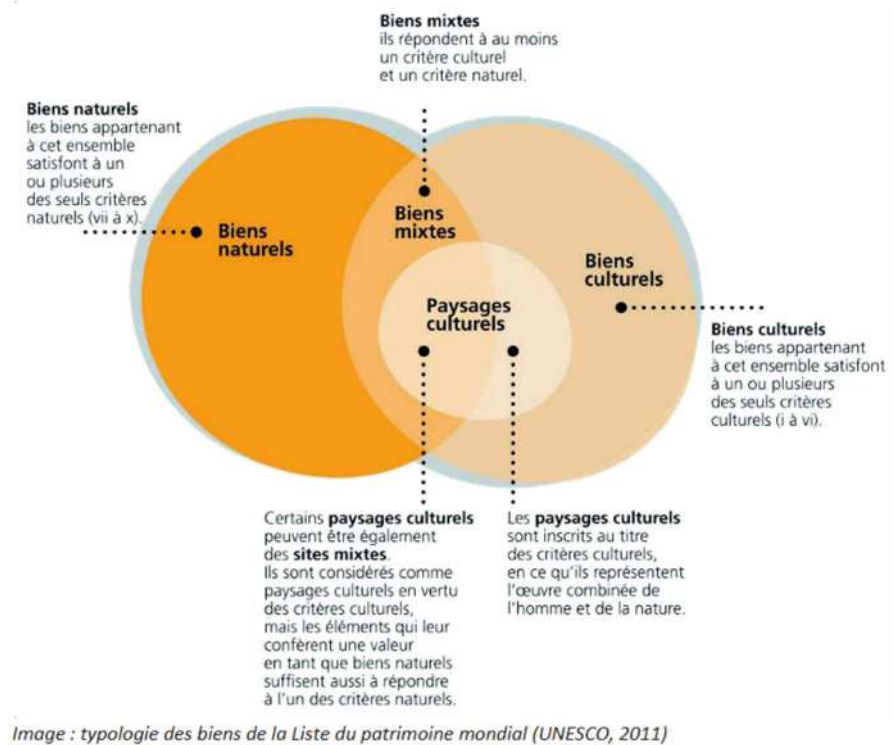 Biens mixtes
ils répondent à au moins
un critère culturel
et un critère naturel.
Biens naturels
les biens appartenant
à cet ensemble
satisfont à un
ou plusieurs
des seuls critères
naturels (vii à x).
Biens
naturels
Biens
mixtes
Biens
culturels
Paysages
culturels
Biens culturels
les biens appartenant
à cet ensemble satisfont
à un ou plusieurs
des seuls critères
culturels (i à vi).
Certains paysages culturels
peuvent être également
des sites mixtes.
Ils sont considérés comme
paysages culturels en vertu
des critères culturels,
mais les éléments qui leur
confèrent une valeur
en tant que biens naturels
suffisent aussi à répondre
à l'un des critères naturels.
Les paysages culturels
sont inscrits au titre
des critères culturels,
en ce qu'ils représentent
l'œuvre combinée de
l'homme et de la nature.
Image : typologie des biens de la Liste du patrimoine mondial (UNESCO, 2011)